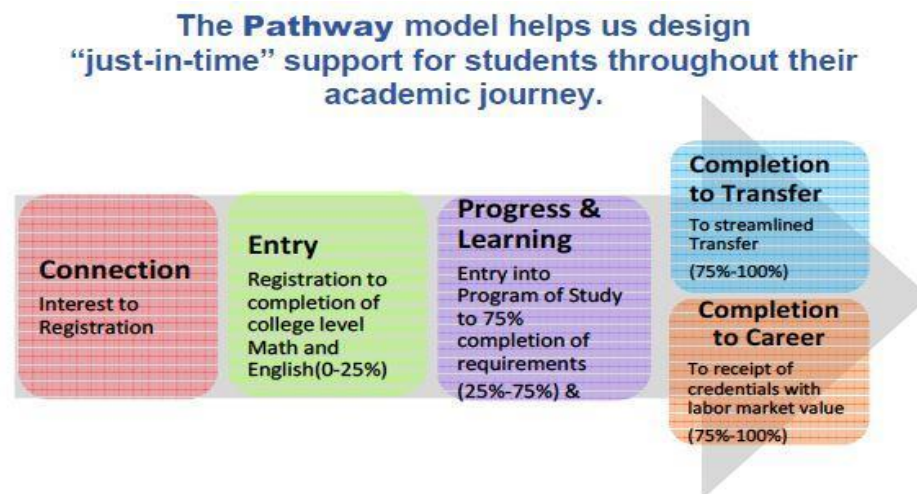 The Pathway model helps us design
“just-in-time” support for students throughout their
academic journey.
Connection
Interest to
Registration
Entry
Registration to
completion of
college level
Math and
English(0-25%)
Progress &
Learning
Entry into
Program of Study
to 75%
completion of
requirements
(25%-75%) &
Completion
to Transfer
To streamlined
Transfer
(75%-100%)
Completion
to Career
To receipt of
credentials with
labor market value
(75%-100%)